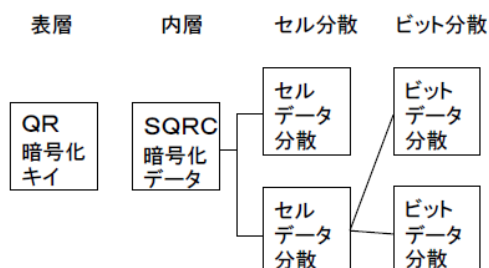 表層 内層 セル分散 ビット分散
QR
暗号化
キイ
SQRC
暗号化
データ
セル
データ
分散
ビット
データ
分散
セル
データ
分散
ビット
データ
分散